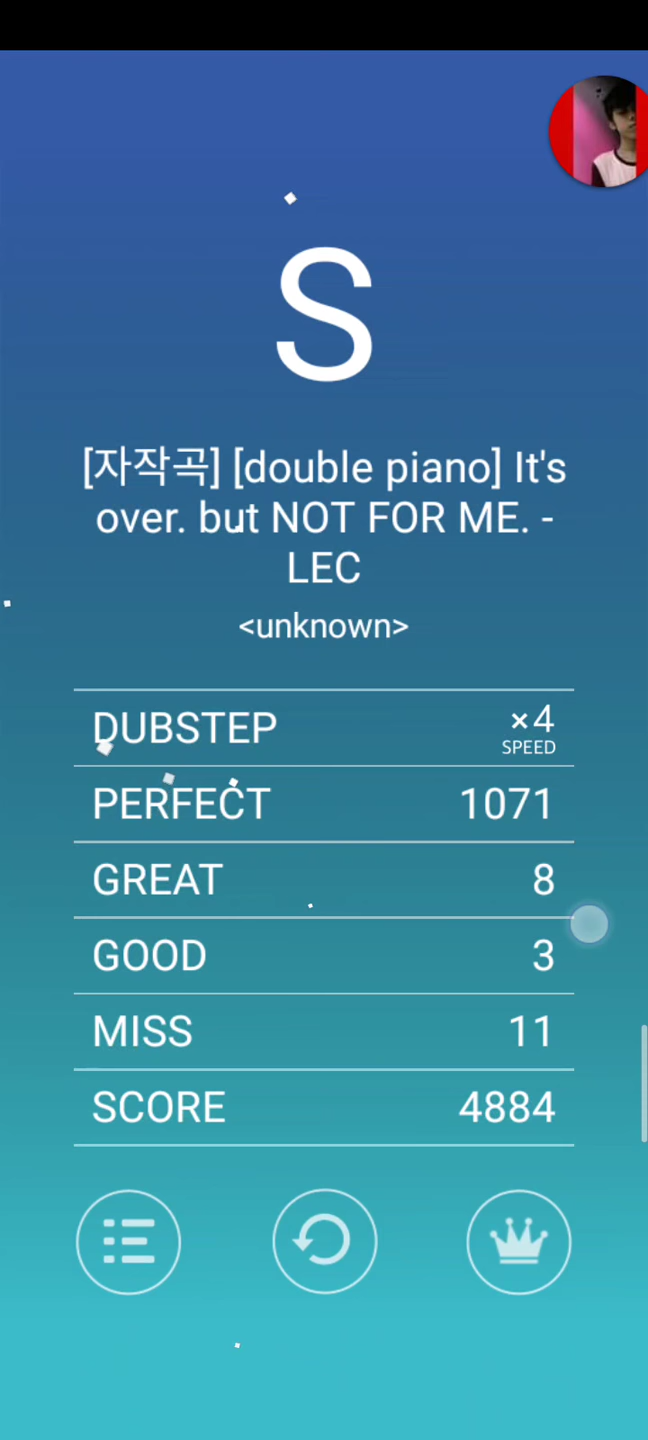 S
[자작곡] [double piano] It's
over. but NOT FOR ME. -
LEC
<unknown>
DUBSTEP ×4
SPEED
PERFECT 1071
GREAT 8
GOOD 3
MISS 11
SCORE 4884